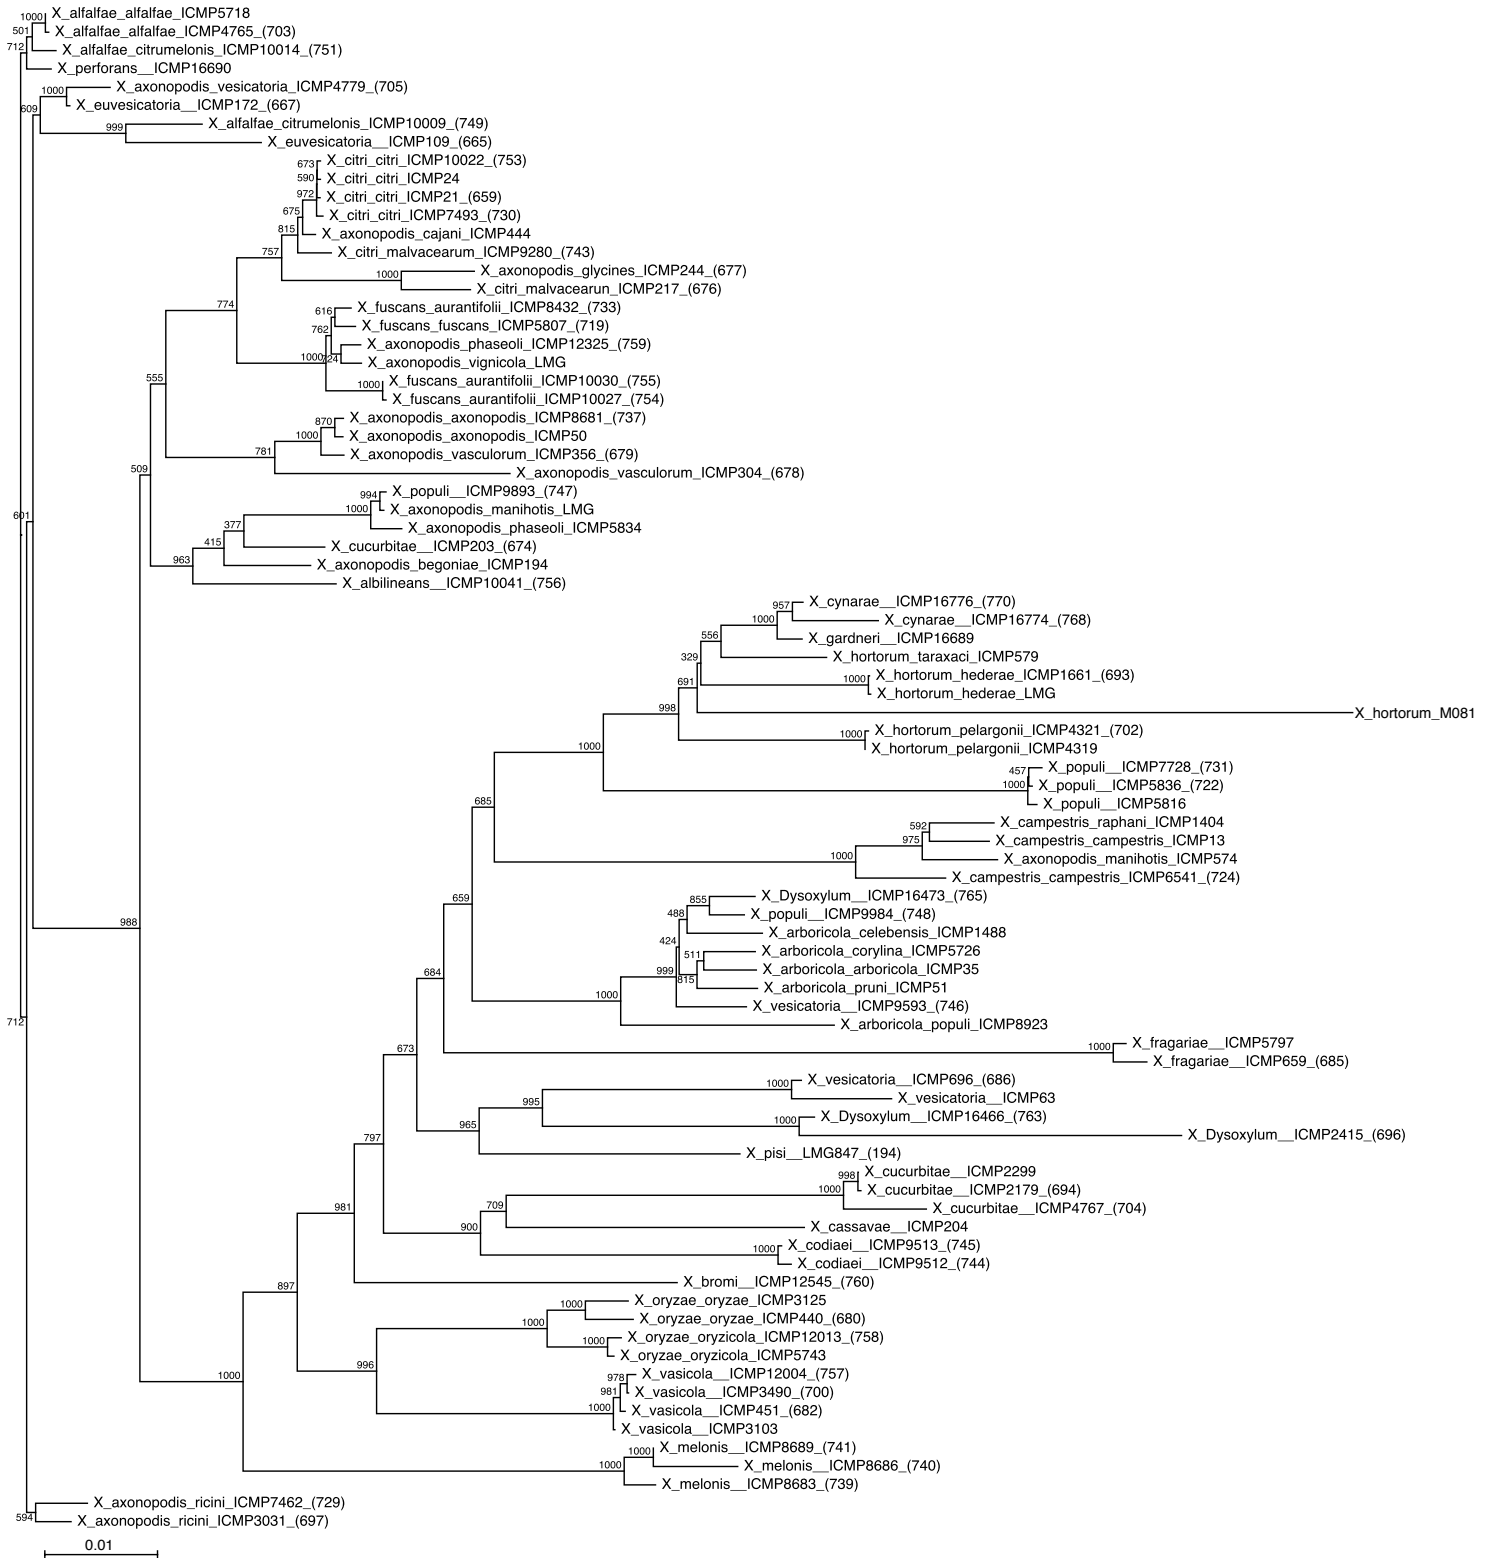 1000 X_alfalfae_alfalfae_ICMP5718
501 X_alfalfae_alfalfae_ICMP4765_(703)
712 X_alfalfae_citrumelonis_ICMP10014_(751)
X_perforans__ICMP16690
1000 X_axonopodis_vesicatoria_ICMP4779_(705)
609 X_euvesicatoria__ICMP172_(667)
999 X_alfalfae_citrumelonis_ICMP10009_(749)
X_euvesicatoria__ICMP109_(665)
673 X_citri_citri_ICMP10022_(753)
590 X_citri_citri_ICMP24
972 X_citri_citri_ICMP21_(659)
675 X_citri_citri_ICMP7493_(730)
815 X_axonopodis_cajani_ICMP444
757 X_citri_malvacearum_ICMP9280_(743)
1000 X_axonopodis_glycines_ICMP244_(677)
X_citri_malvacearun_ICMP217_(676)
774 616 X_fuscans_aurantifolii_ICMP8432_(733)
762 X_fuscans_fuscans_ICMP5807_(719)
X_axonopodis_phaseoli_ICMP12325_(759)
1000 724 X_axonopodis_vignicola_LMG
555 1000 X_fuscans_aurantifolii_ICMP10030_(755)
X_fuscans_aurantifolii_ICMP10027_(754)
870 X_axonopodis_axonopodis_ICMP8681_(737)
1000 X_axonopodis_axonopodis_ICMP50
781 X_axonopodis_vasculorum_ICMP356_(679)
509 X_axonopodis_vasculorum_ICMP304_(678)
994 X_populi__ICMP9893_(747)
1000 X_axonopodis_manihotis_LMG
601 377 X_axonopodis_phaseoli_ICMP5834
415 X_cucurbitae__ICMP203_(674)
963 X_axonopodis_begoniae_ICMP194
X_albilineans__ICMP10041_(756)
957 X_cynarae__ICMP16776_(770)
1000 X_cynarae__ICMP16774_(768)
556 X_gardneri__ICMP16689
329 X_hortorum_taraxaci_ICMP579
691 1000 X_hortorum_hederae_ICMP1661_(693)
X_hortorum_hederae_LMG
998 X_hortorum_M081
1000 X_hortorum_pelargonii_ICMP4321_(702)
1000 X_hortorum_pelargonii_ICMP4319
457 X_populi__ICMP7728_(731)
1000 X_populi__ICMP5836_(722)
685 X_populi__ICMP5816
592 X_campestris_raphani_ICMP1404
975 X_campestris_campestris_ICMP13
1000 X_axonopodis_manihotis_ICMP574
X_campestris_campestris_ICMP6541_(724)
659 855 X_Dysoxylum__ICMP16473_(765)
488 X_populi__ICMP9984_(748)
988 X_arboricola_celebensis_ICMP1488
424 511 X_arboricola_corylina_ICMP5726
684 999 X_arboricola_arboricola_ICMP35
815 X_arboricola_pruni_ICMP51
1000 X_vesicatoria__ICMP9593_(746)
712 X_arboricola_populi_ICMP8923
673 1000 X_fragariae__ICMP5797
X_fragariae__ICMP659_(685)
1000 X_vesicatoria__ICMP696_(686)
995 X_vesicatoria__ICMP63
965 1000 X_Dysoxylum__ICMP16466_(763)
797 X_Dysoxylum__ICMP2415_(696)
X_pisi__LMG847_(194)
998 X_cucurbitae__ICMP2299
1000 X_cucurbitae__ICMP2179_(694)
981 709 X_cucurbitae__ICMP4767_(704)
900 X_cassavae__ICMP204
1000 X_codiaei__ICMP9513_(745)
X_codiaei__ICMP9512_(744)
897 X_bromi__ICMP12545_(760)
1000 X_oryzae_oryzae_ICMP3125
1000 X_oryzae_oryzae_ICMP440_(680)
1000 X_oryzae_oryzicola_ICMP12013_(758)
X_oryzae_oryzicola_ICMP5743
1000 996 978 X_vasicola__ICMP12004_(757)
981 X_vasicola__ICMP3490_(700)
1000 X_vasicola__ICMP451_(682)
X_vasicola__ICMP3103
1000 X_melonis__ICMP8689_(741)
1000 X_melonis__ICMP8686_(740)
X_melonis__ICMP8683_(739)
X_axonopodis_ricini_ICMP7462_(729)
594 X_axonopodis_ricini_ICMP3031_(697)
0.01